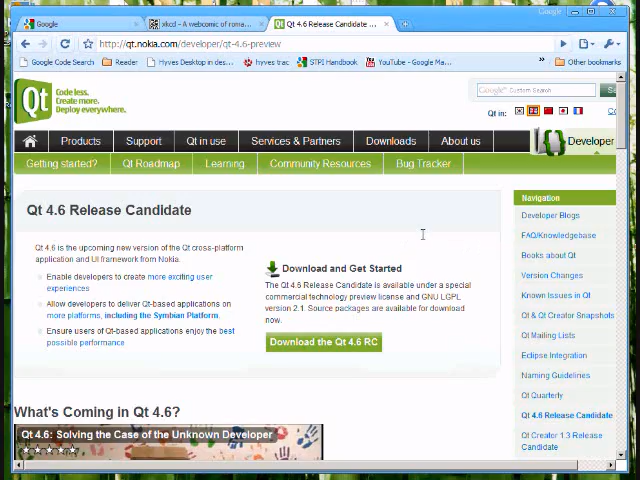 Google
Google
xkcd - A webcomic of roma...
Qt 4.6 Release Candidate ...
http://qt.nokia.com/developer/qt-4.6-preview
Google Code Search
Reader
Hyves Desktop in des...
hyves trac
STPI Handbook
YouTube - Google Ma...
»
Other bookmarks
Qt
Code less.
Create more.
Deploy everywhere.
Google™ Custom Search
Qt in:
Products
Support
Qt in use
Services & Partners
Downloads
About us
Developer
Getting started?
Qt Roadmap
Learning
Community Resources
Bug Tracker
Qt 4.6 Release Candidate
Qt 4.6 is the upcoming new version of the Qt cross-platform
application and UI framework from Nokia.
Enable developers to create more exciting user
experiences
Allow developers to deliver Qt-based applications on
more platforms, including the Symbian Platform.
Ensure users of Qt-based applications enjoy the best
possible performance
Download and Get Started
The Qt 4.6 Release Candidate is available under a special
commercial technology preview license and GNU LGPL
version 2.1. Source packages are available for download
now.
Download the Qt 4.6 RC
Navigation
Developer Blogs
FAQ/Knowledgebase
Books about Qt
Version Changes
Known Issues in Qt
Qt & Qt Creator Snapshots
Qt Mailing Lists
Eclipse Integration
Naming Guidelines
Qt Quarterly
Qt 4.6 Release Candidate
Qt Creator 1.3 Release
Candidate
What's Coming in Qt 4.6?
Qt 4.6: Solving the Case of the Unknown Developer